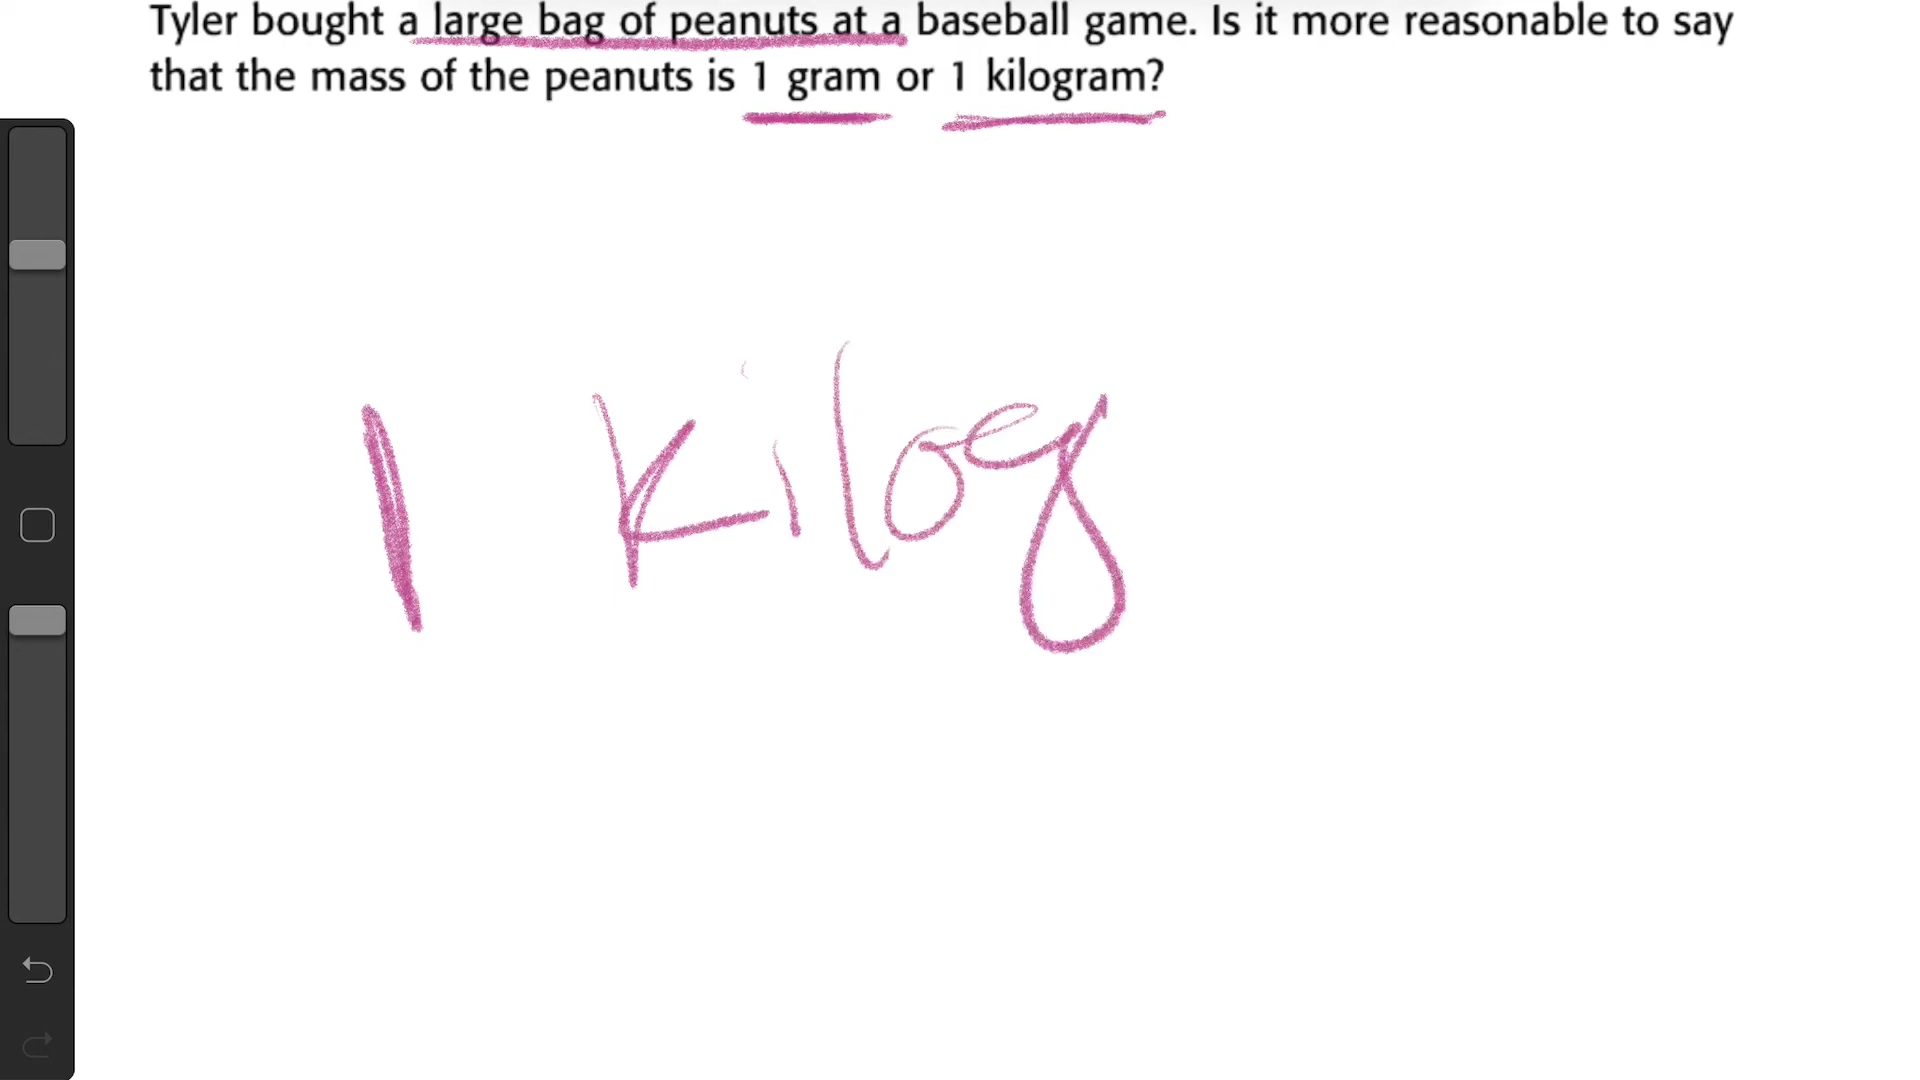 Tyler bought a large bag of peanuts at a baseball game. Is it more reasonable to say
that the mass of the peanuts is 1 gram or 1 kilogram?
1 kiloeg